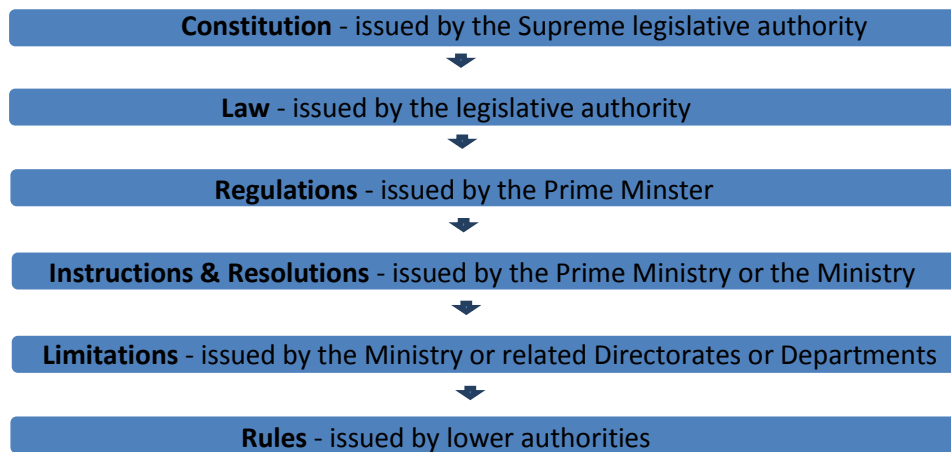 Constitution - issued by the Supreme legislative authority
Law - issued by the legislative authority
Regulations - issued by the Prime Minster
Instructions & Resolutions - issued by the Prime Ministry or the Ministry
Limitations - issued by the Ministry or related Directorates or Departments
Rules - issued by lower authorities